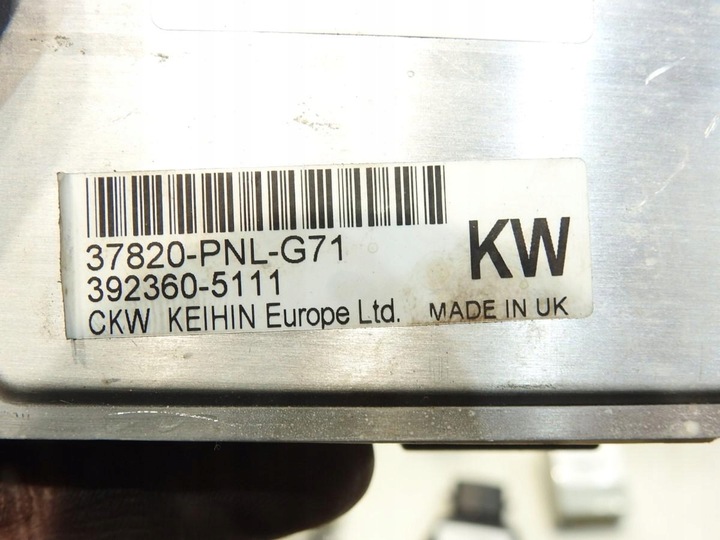 37820-PNL-G71
KW
392360-5111
CKW KEIHIN Europe Ltd. MADE IN UK